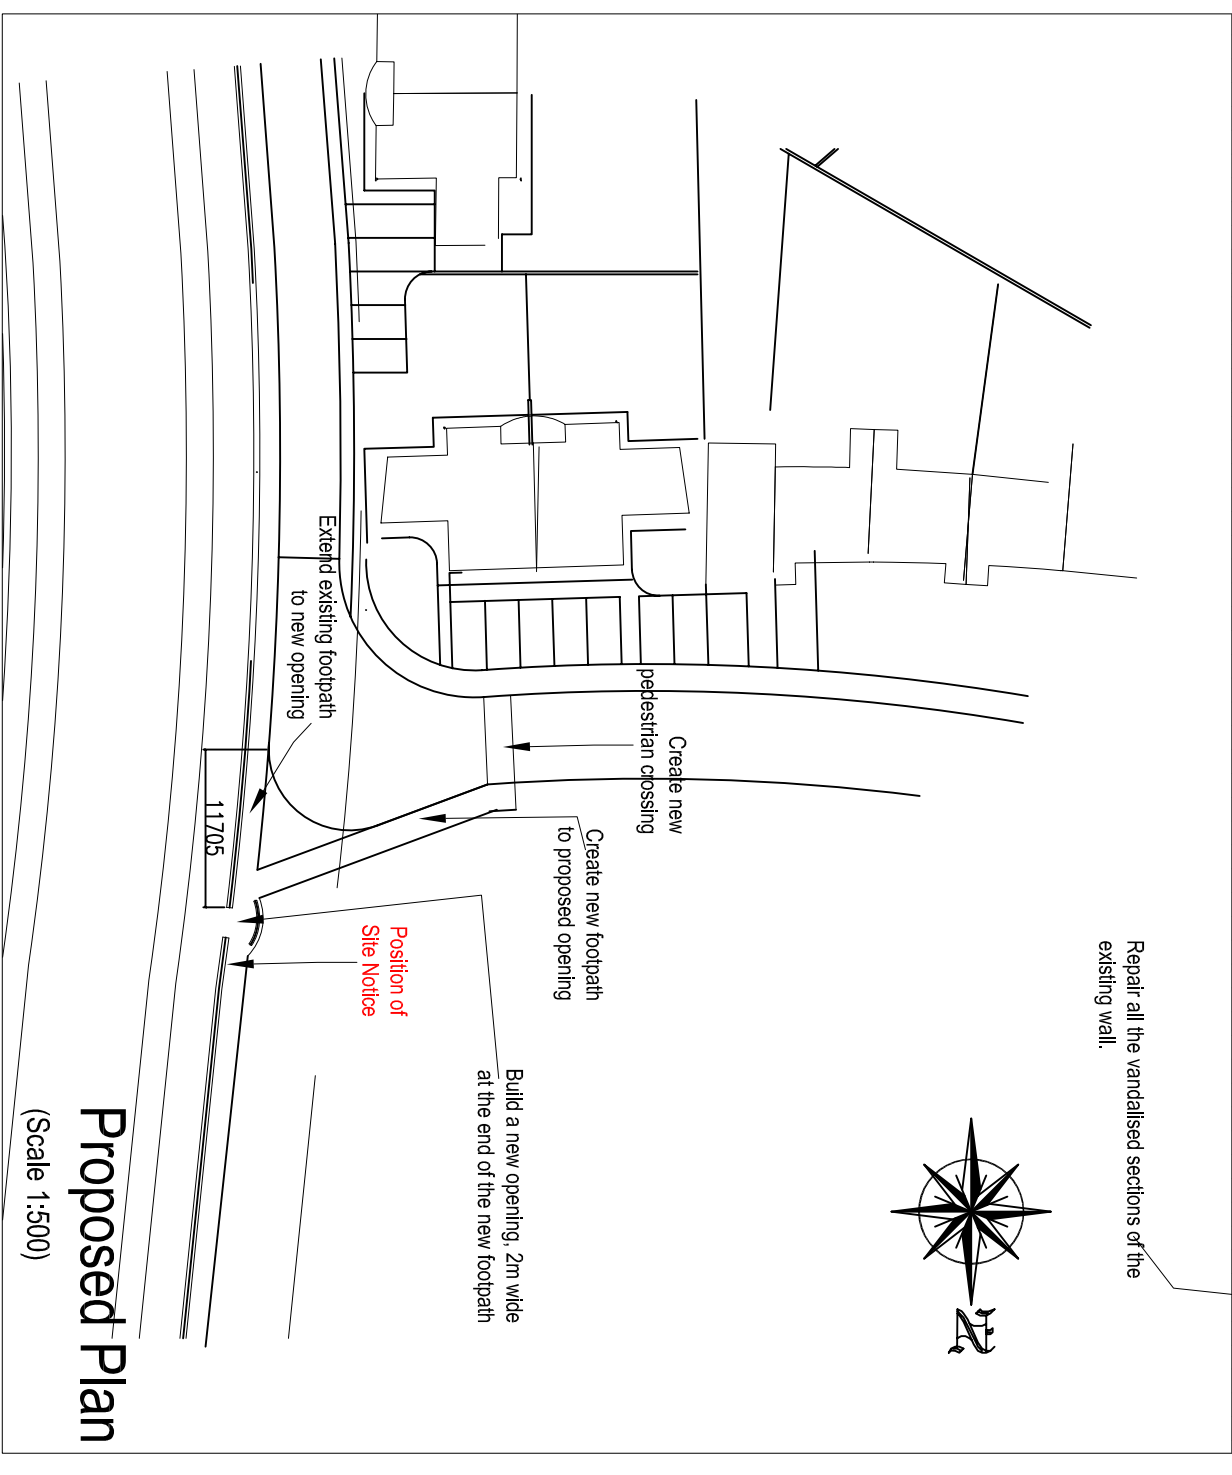 Repair all the vandalised sections of the
existing wall.
N
Create new
pedestrian crossing
Create new footpath
to proposed opening
Build a new opening, 2m wide
at the end of the new footpath
Position of
Site Notice
Extend existing footpath
to new opening
11705
Proposed Plan
(Scale 1:500)